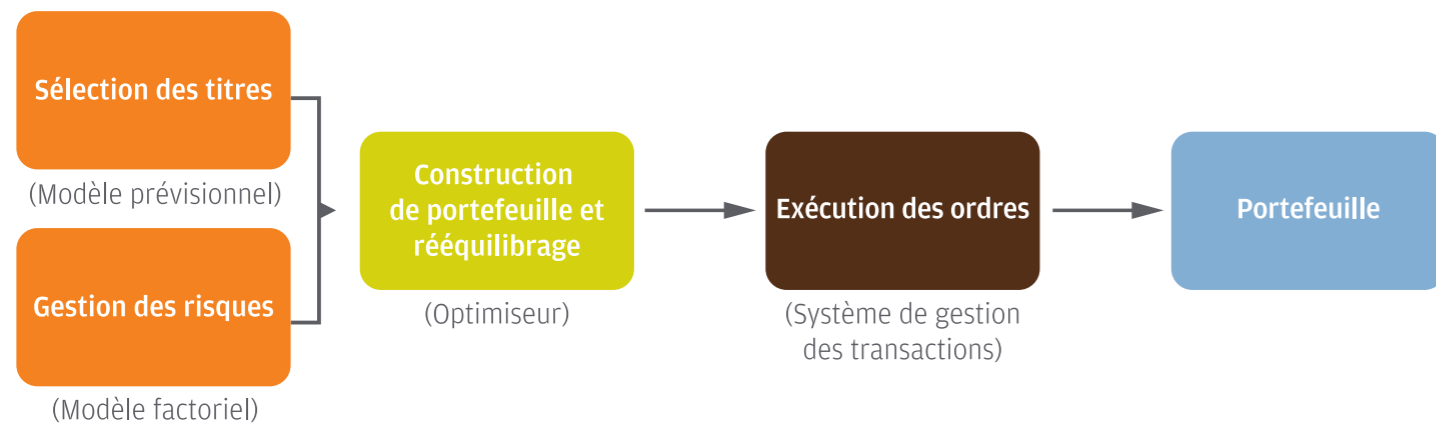 Sélection des titres
(Modèle prévisionnel)
Gestion des risques
(Modèle factoriel)
Construction
de portefeuille et
rééquilibrage
(Optimiseur)
Exécution des ordres
(Système de gestion
des transactions)
Portefeuille